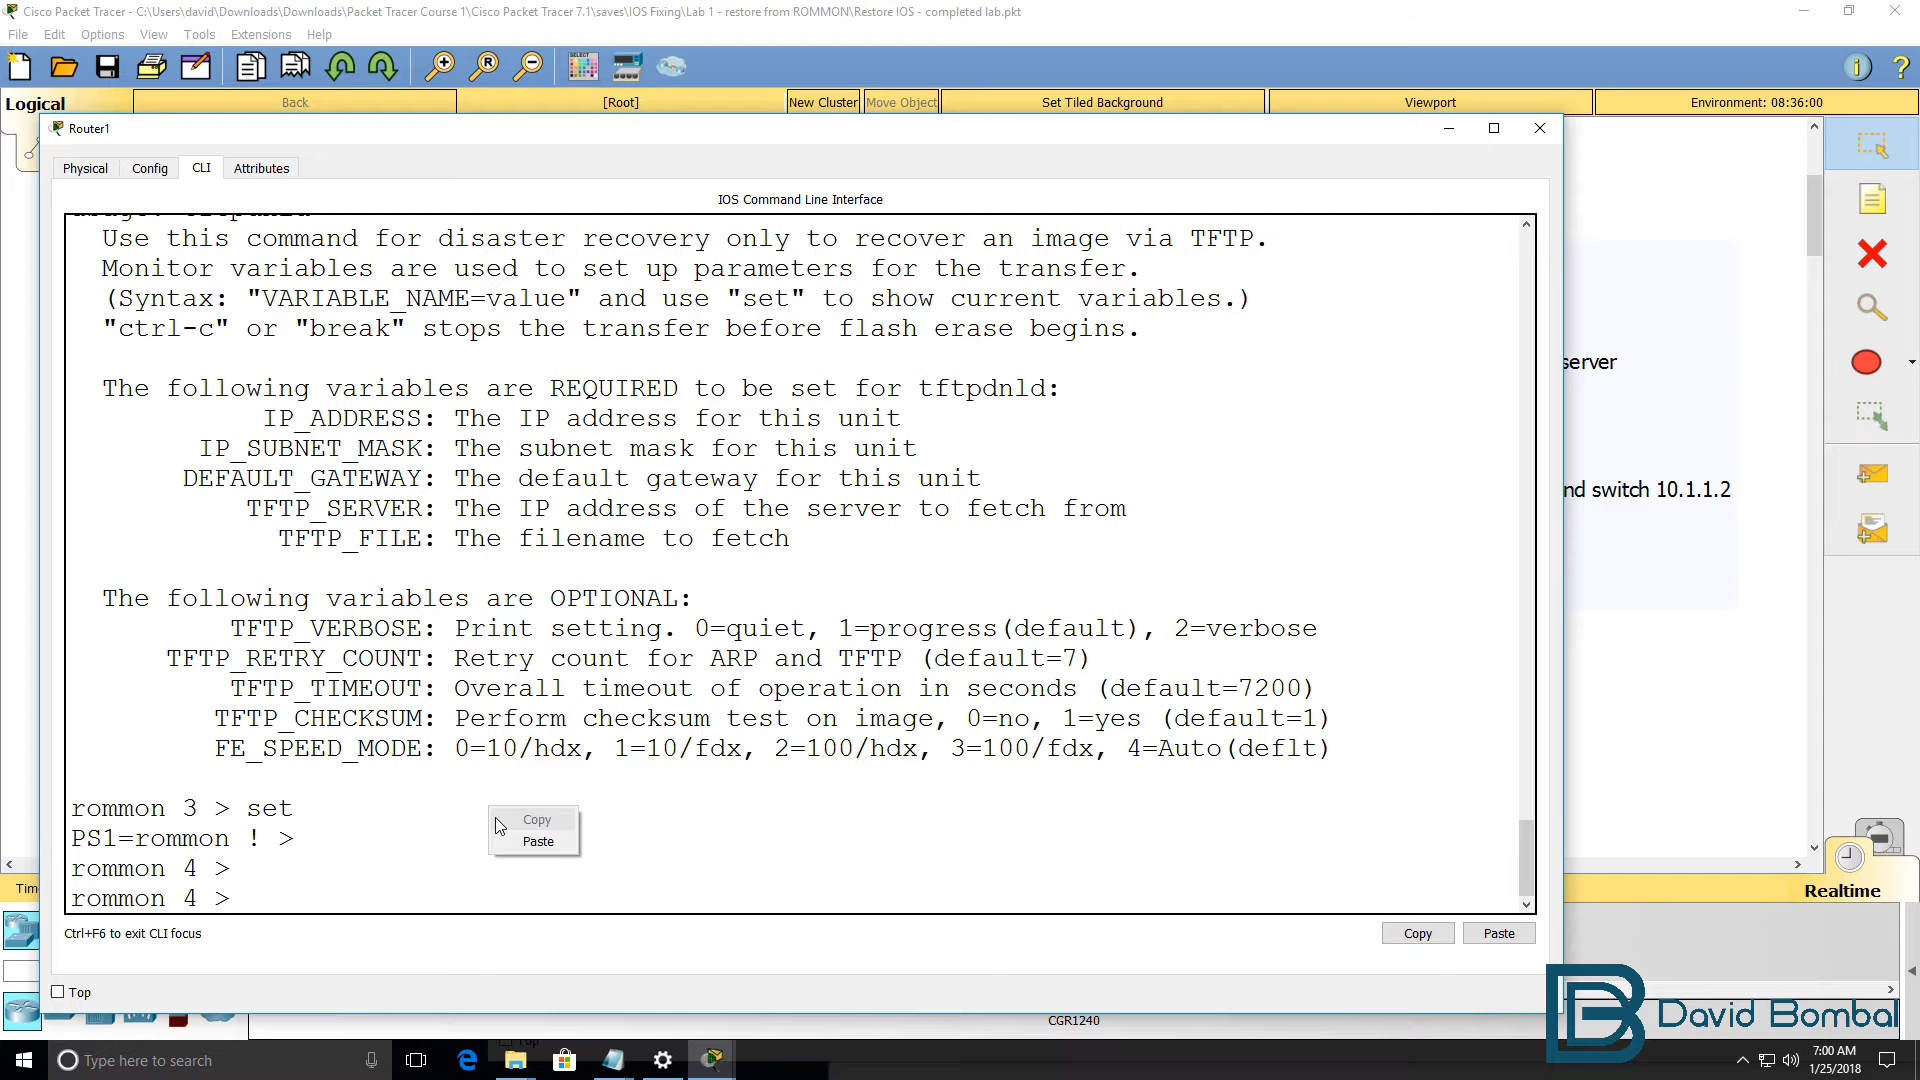 Cisco Packet Tracer - C:\Users\david\Downloads\Downloads\Packet Tracer Course 1\Cisco Packet Tracer 7.1\saves\IOS Fixing\Lab 1 - restore from ROMMON\Restore IOS - completed lab.pkt
File Edit Options View Tools Extensions Help
Logical Back [Root] New Cluster Move Object Set Tiled Background Viewport Environment: 08:36:00
Router1
Physical Config CLI Attributes
IOS Command Line Interface
Use this command for disaster recovery only to recover an image via TFTP.
Monitor variables are used to set up parameters for the transfer.
(Syntax: "VARIABLE_NAME=value" and use "set" to show current variables.)
"ctrl-c" or "break" stops the transfer before flash erase begins.
The following variables are REQUIRED to be set for tftpdnld:
IP_ADDRESS: The IP address for this unit
IP_SUBNET_MASK: The subnet mask for this unit
DEFAULT_GATEWAY: The default gateway for this unit
TFTP_SERVER: The IP address of the server to fetch from
TFTP_FILE: The filename to fetch
The following variables are OPTIONAL:
TFTP_VERBOSE: Print setting. 0=quiet, 1=progress(default), 2=verbose
TFTP_RETRY_COUNT: Retry count for ARP and TFTP (default=7)
TFTP_TIMEOUT: Overall timeout of operation in seconds (default=7200)
TFTP_CHECKSUM: Perform checksum test on image, 0=no, 1=yes (default=1)
FE_SPEED_MODE: 0=10/hdx, 1=10/fdx, 2=100/hdx, 3=100/fdx, 4=Auto(deflt)
rommon 3 > set
PS1=rommon ! >
rommon 4 >
rommon 4 >
Copy
Paste
server
nd switch 10.1.1.2
Ctrl+F6 to exit CLI focus
Copy Paste
Top
Tim
Realtime
CGR1240
David Bombal
Type here to search
7:00 AM
1/25/2018